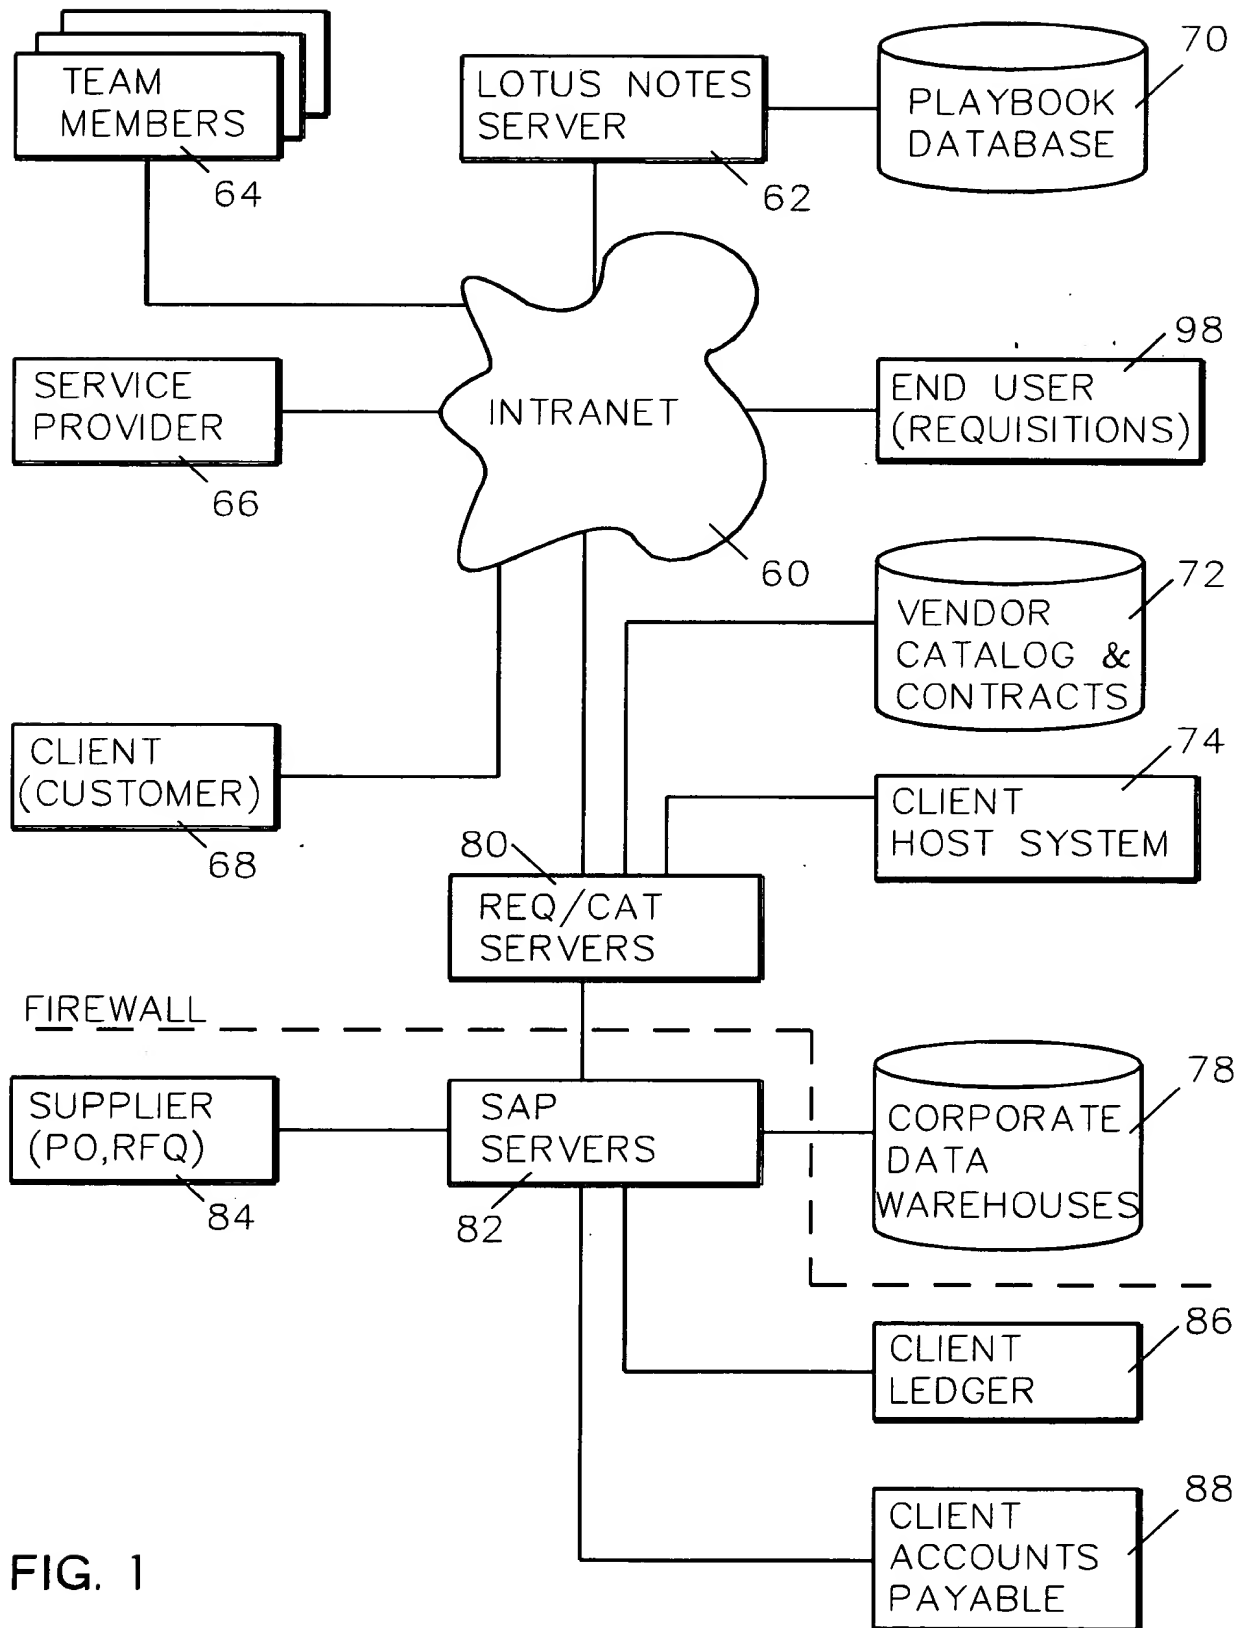 TEAM
MEMBERS
64
LOTUS NOTES
SERVER
62
PLAYBOOK
DATABASE
70
SERVICE
PROVIDER
66
INTRANET
60
END USER
(REQUISITIONS)
98
VENDOR
CATALOG &
CONTRACTS
72
CLIENT
(CUSTOMER)
68
CLIENT
HOST SYSTEM
74
80
REQ/CAT
SERVERS
FIREWALL
SUPPLIER
(PO,RFQ)
84
SAP
SERVERS
82
CORPORATE
DATA
WAREHOUSES
78
CLIENT
LEDGER
86
CLIENT
ACCOUNTS
PAYABLE
88
FIG. 1